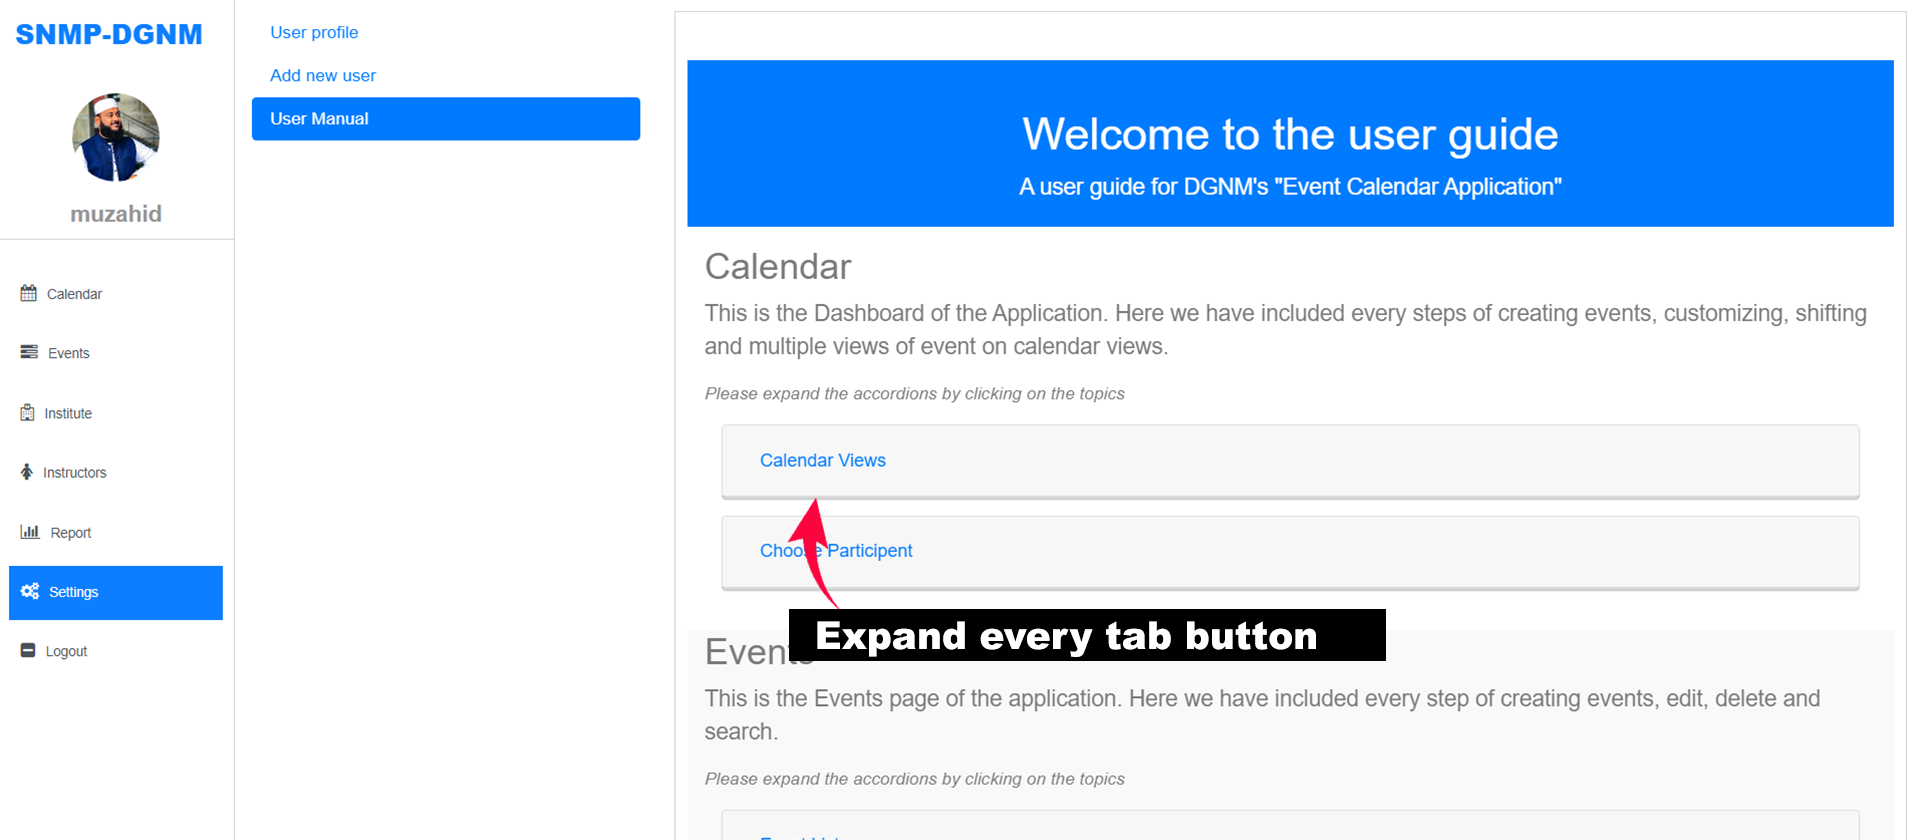 SNMP-DGNM
muzahid
Calendar
Events
Institute
Instructors
Report
Settings
Logout
User profile
Add new user
User Manual
Welcome to the user guide
A user guide for DGNM's "Event Calendar Application"
Calendar
This is the Dashboard of the Application. Here we have included every steps of creating events, customizing, shifting
and multiple views of event on calendar views.
Please expand the accordions by clicking on the topics
Calendar Views
Choose Participent
Expand every tab button
Events
This is the Events page of the application. Here we have included every step of creating events, edit, delete and
search.
Please expand the accordions by clicking on the topics